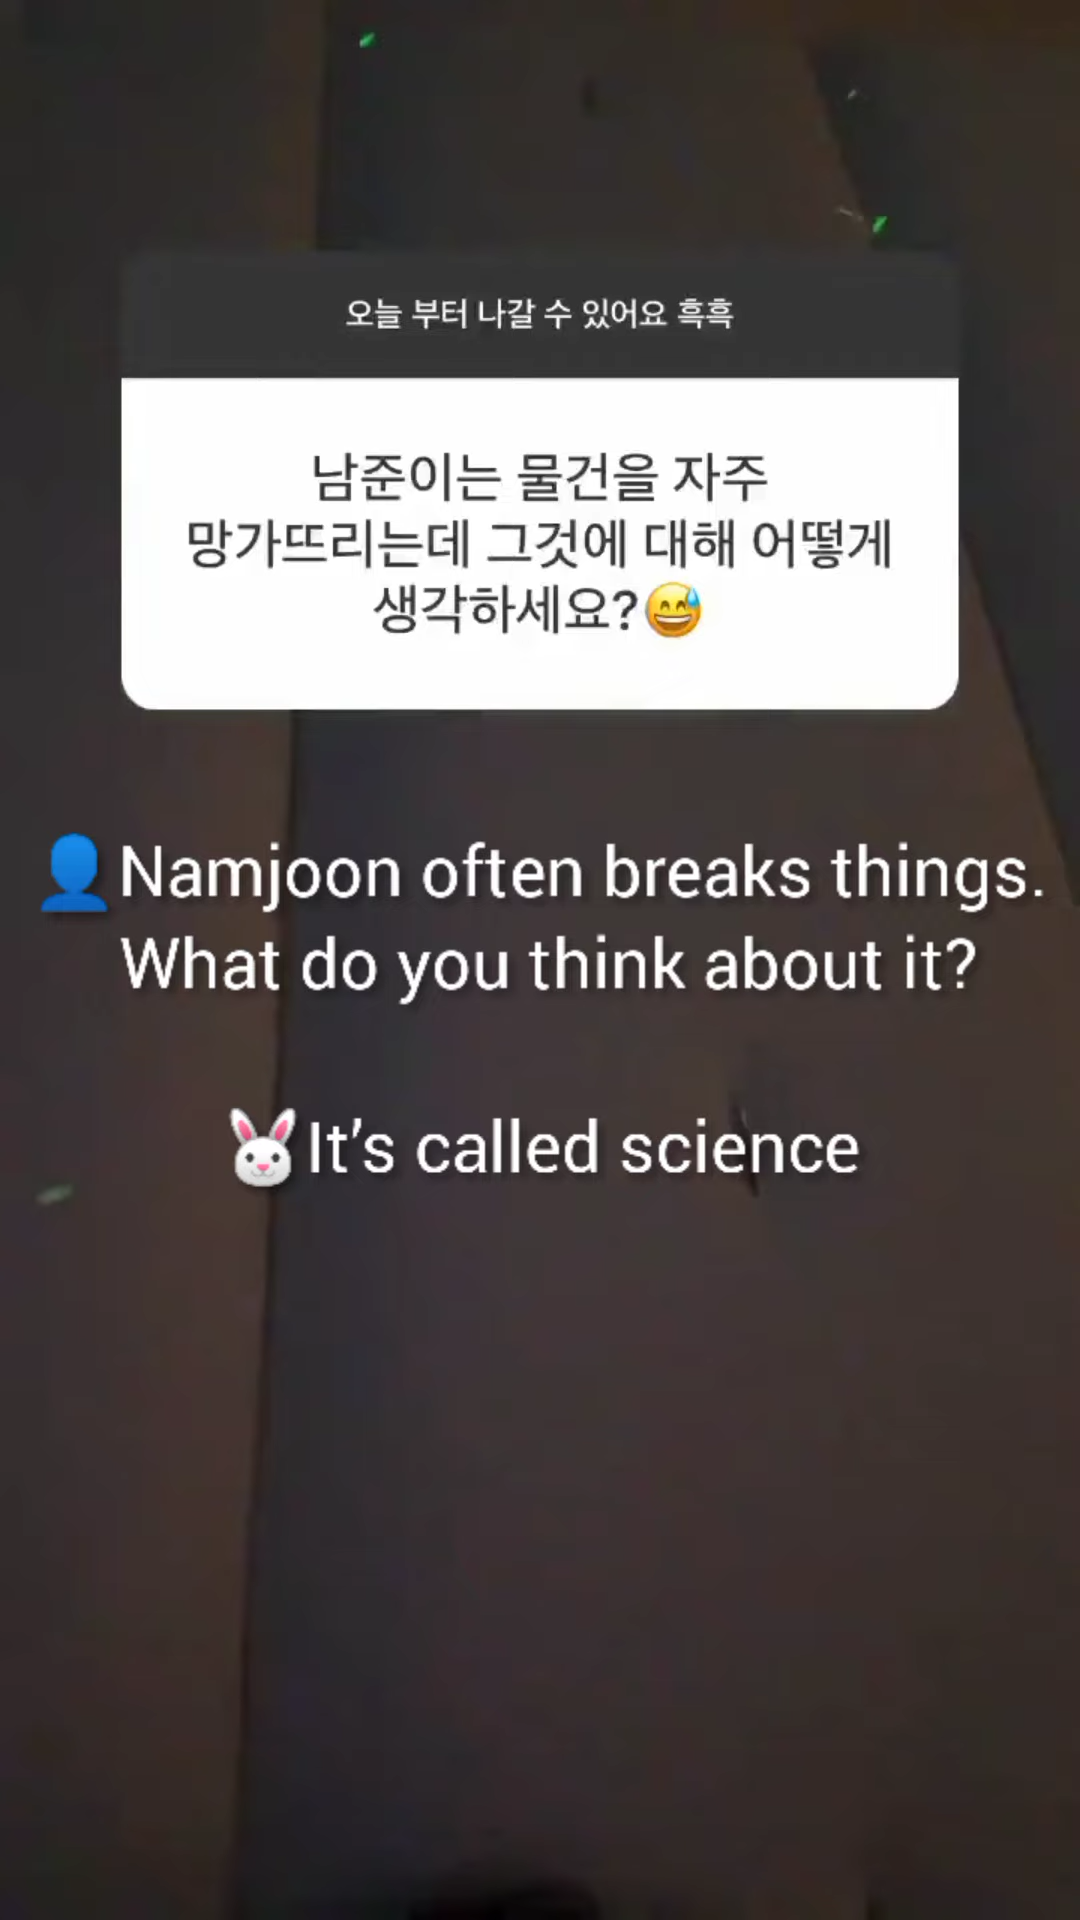 오늘 부터 나갈 수 있어요 흑흑
남준이는 물건을 자주
망가뜨리는데 그것에 대해 어떻게
생각하세요?😅
👤Namjoon often breaks things.
What do you think about it?
🐰It's called science